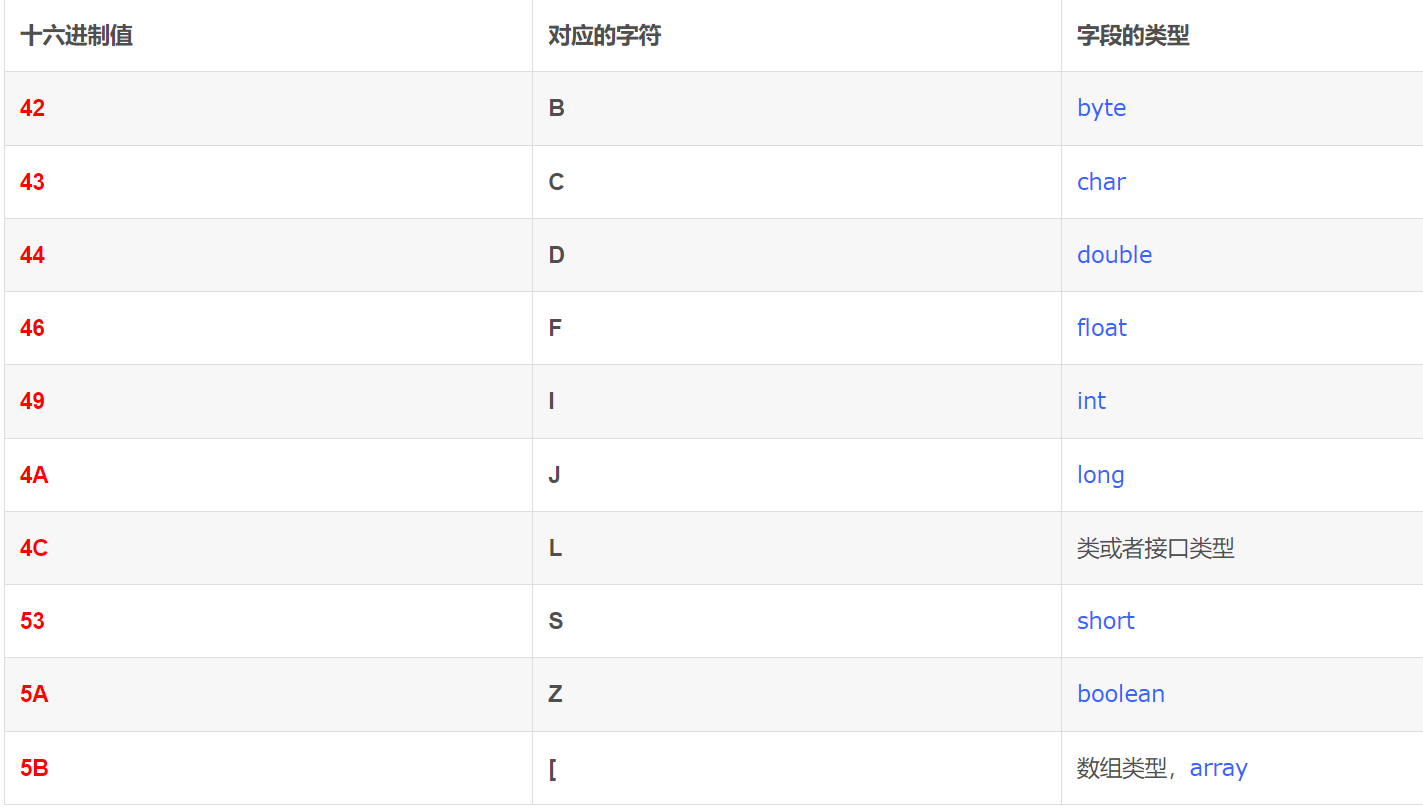 十六进制值 对应的字符 字段的类型
42 B byte
43 C char
44 D double
46 F float
49 I int
4A J long
4C L 类或者接口类型
53 S short
5A Z boolean
5B [ 数组类型，array